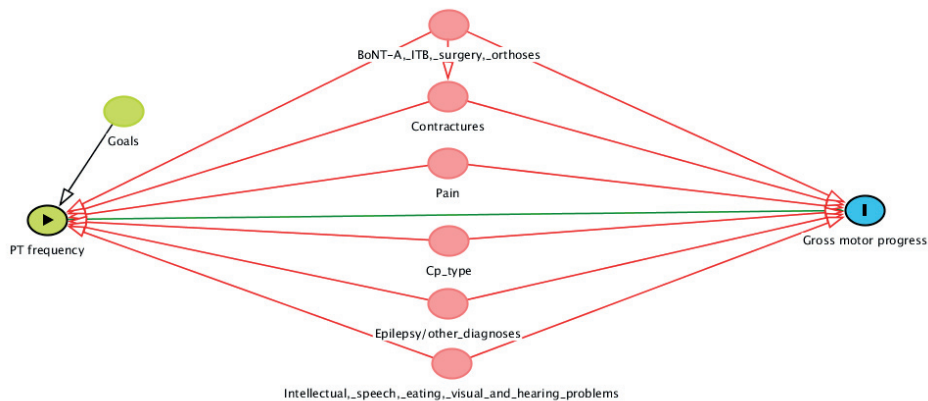 BoNT-A,_ITB,_surgery,_orthoses
Contractures
Goals
Pain
PT frequency
Gross motor progress
Cp_type
Epilepsy/other_diagnoses
Intellectual,_speech,_eating,_visual_and_hearing_problems